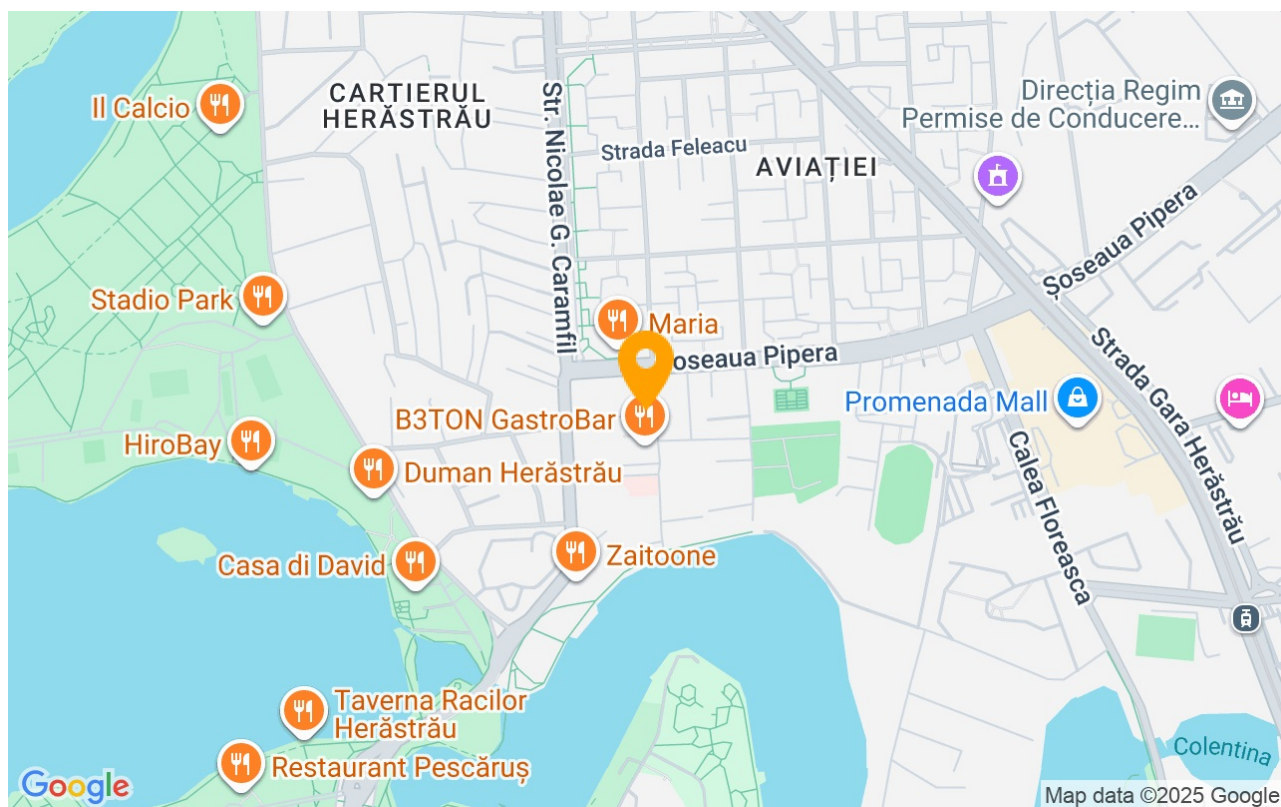 Il Calcio
CARTIERUL
HERĂSTRĂU
Str. Nicolae G. Caramfil
Strada Feleacu
AVIAȚIEI
Direcția Regim
Permise de Conducere...
Șoseaua Pipera
Stadio Park
Maria
oseaua Pipera
B3TON GastroBar
Promenada Mall
Strada Gara Herăstrău
HiroBay
Duman Herăstrău
Calea Floreasca
Casa di David
Zaitoone
Taverna Racilor
Herăstrău
Restaurant Pescăruș
Colentina
Google
Map data ©2025 Google